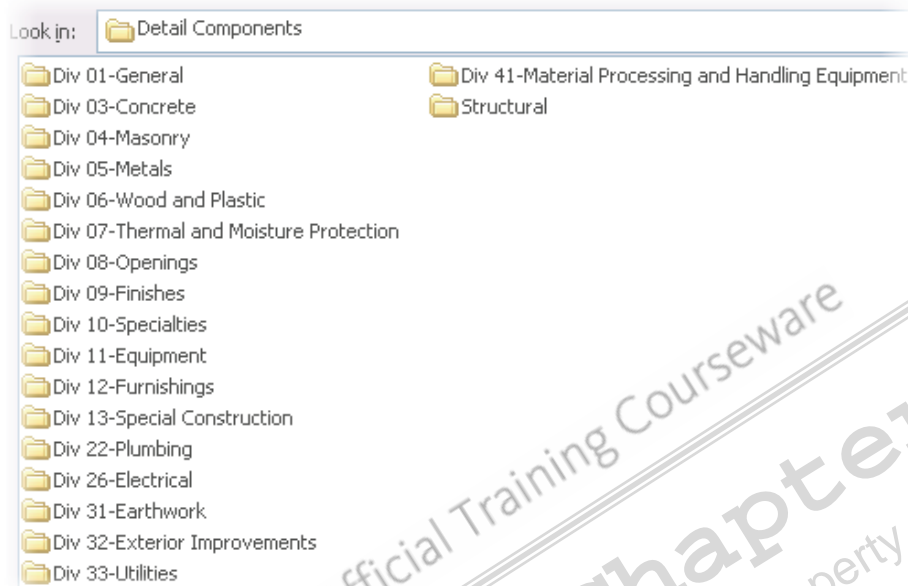 Look in: Detail Components
Div 01-General
Div 03-Concrete
Div 04-Masonry
Div 05-Metals
Div 06-Wood and Plastic
Div 07-Thermal and Moisture Protection
Div 08-Openings
Div 09-Finishes
Div 10-Specialties
Div 11-Equipment
Div 12-Furnishings
Div 13-Special Construction
Div 22-Plumbing
Div 26-Electrical
Div 31-Earthwork
Div 32-Exterior Improvements
Div 33-Utilities
Div 41-Material Processing and Handling Equipment
Structural
Training Courseware